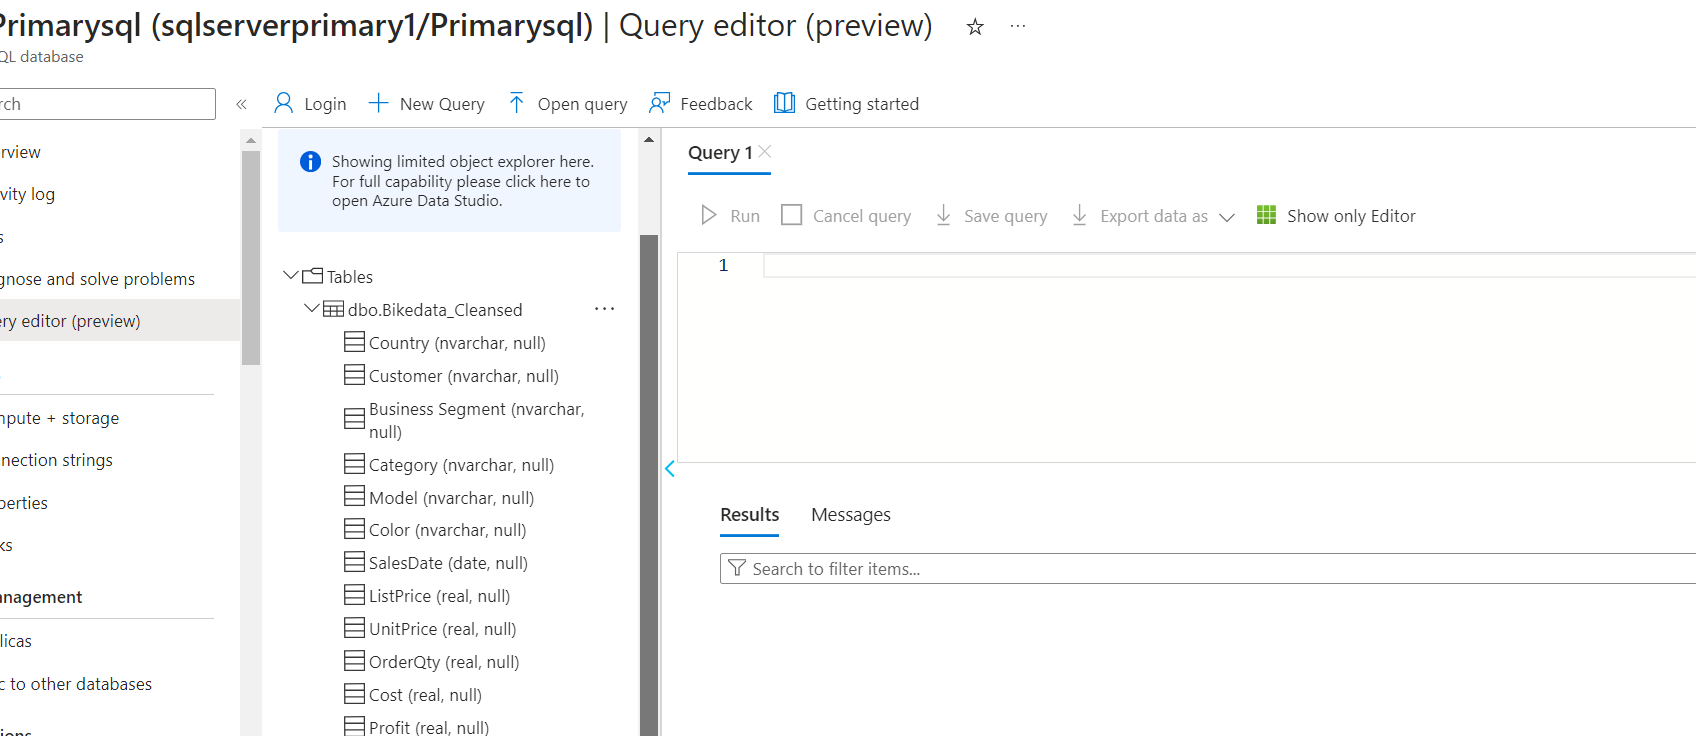 Primarysql (sqlserverprimary1/Primarysql) | Query editor (preview)
QL database
rch
Login
New Query
Open query
Feedback
Getting started
rview
vity log
s
gnose and solve problems
ery editor (preview)
mpute + storage
nection strings
perties
ks
anagement
licas
c to other databases
Showing limited object explorer here.
For full capability please click here to
open Azure Data Studio.
Tables
dbo.Bikedata_Cleansed
Country (nvarchar, null)
Customer (nvarchar, null)
Business Segment (nvarchar,
null)
Category (nvarchar, null)
Model (nvarchar, null)
Color (nvarchar, null)
SalesDate (date, null)
ListPrice (real, null)
UnitPrice (real, null)
OrderQty (real, null)
Cost (real, null)
Profit (real, null)
Query 1
Run
Cancel query
Save query
Export data as
Show only Editor
1
Results
Messages
Search to filter items...